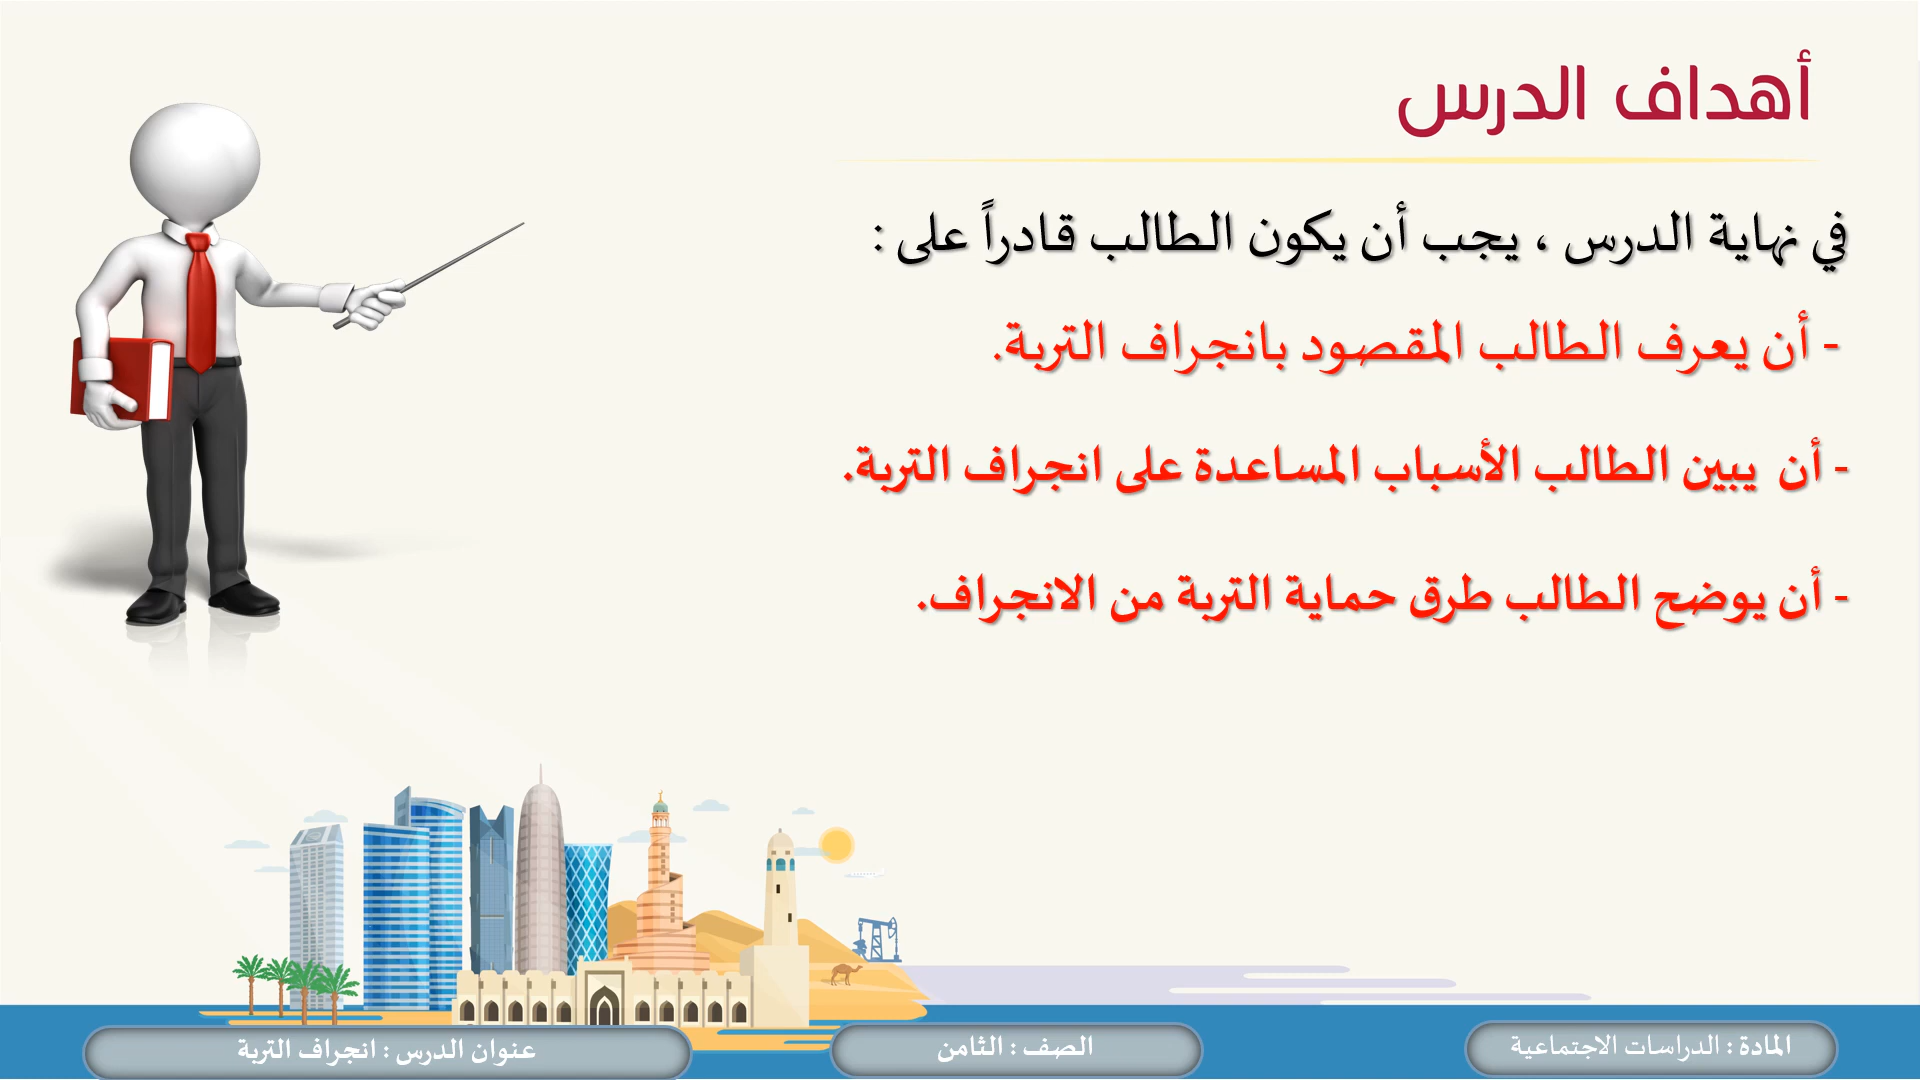 أهداف الدرس
في نهاية الدرس ، يجب أن يكون الطالب قادراً على :
- أن يعرف الطالب المقصود بانجراف التربة.
- أن يبين الطالب الأسباب المساعدة على انجراف التربة.
- أن يوضح الطالب طرق حماية التربة من الانجراف.
المادة : الدراسات الاجتماعية
الصف : الثامن
عنوان الدرس : انجراف التربة